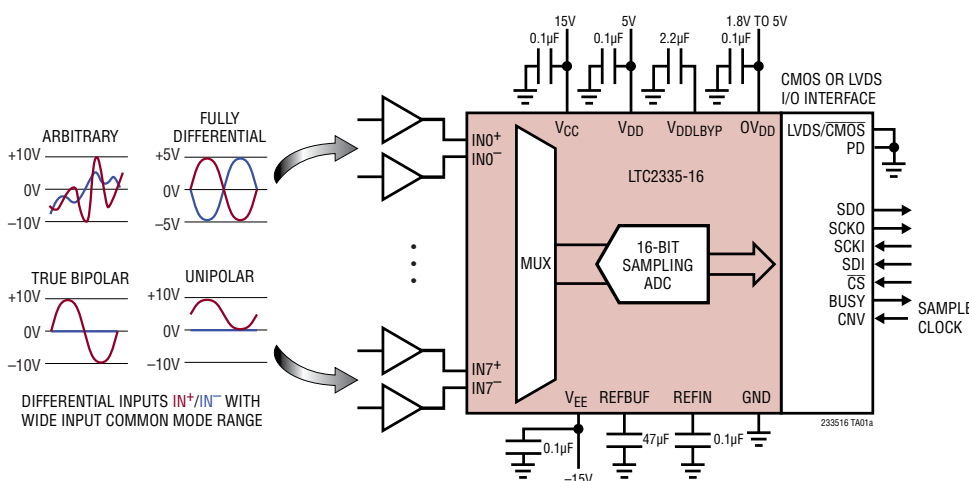 15V
5V
1.8V TO 5V
0.1µF
0.1µF
2.2µF
0.1µF
CMOS OR LVDS
I/O INTERFACE
ARBITRARY
FULLY
DIFFERENTIAL
+10V
0V
–10V
+5V
0V
–5V
TRUE BIPOLAR
UNIPOLAR
+10V
0V
–10V
+10V
0V
–10V
DIFFERENTIAL INPUTS IN+/IN– WITH
WIDE INPUT COMMON MODE RANGE
IN0+
IN0–
IN7+
IN7–
VCC
VDD
VDDLBYP
OVDD
LTC2335-16
MUX
16-BIT
SAMPLING
ADC
VEE
REFBUF
REFIN
GND
LVDS/CMOS
PD
SDO
SCKO
SCKI
SDI
CS
BUSY
CNV
SAMPLE
CLOCK
0.1µF
–15V
47µF
0.1µF
233516 TA01a